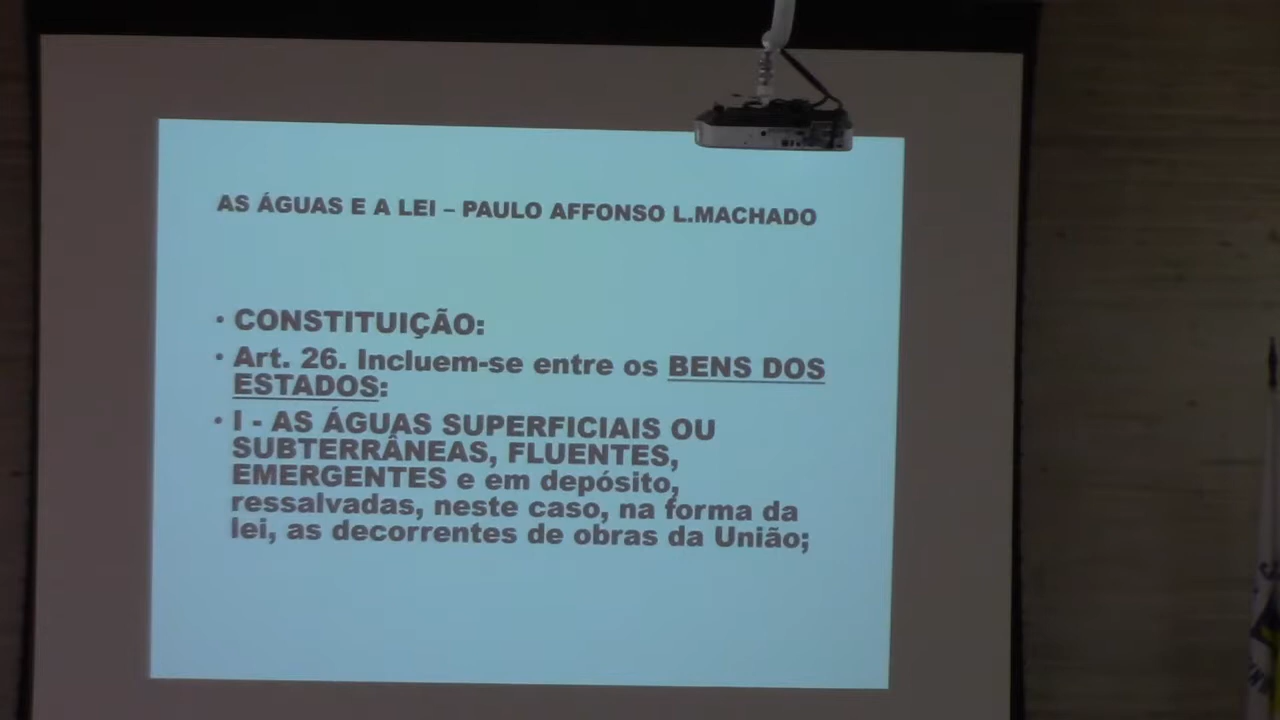 AS ÁGUAS E A LEI – PAULO AFFONSO L.MACHADO
• CONSTITUIÇÃO:
• Art. 26. Incluem-se entre os BENS DOS
ESTADOS:
• I - AS ÁGUAS SUPERFICIAIS OU
SUBTERRÂNEAS, FLUENTES,
EMERGENTES e em depósito,
ressalvadas, neste caso, na forma da
lei, as decorrentes de obras da União;